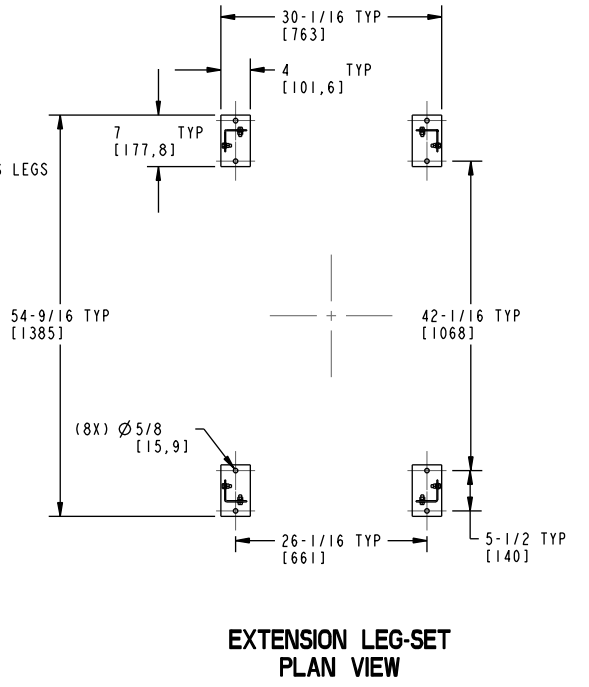 30-1/16 TYP
[763]
4 TYP
[101,6]
7 TYP
[177,8]
LEGS
54-9/16 TYP
[1385]
42-1/16 TYP
[1068]
(8X) Ø5/8
[15,9]
26-1/16 TYP
[661]
5-1/2 TYP
[140]
EXTENSION LEG-SET
PLAN VIEW